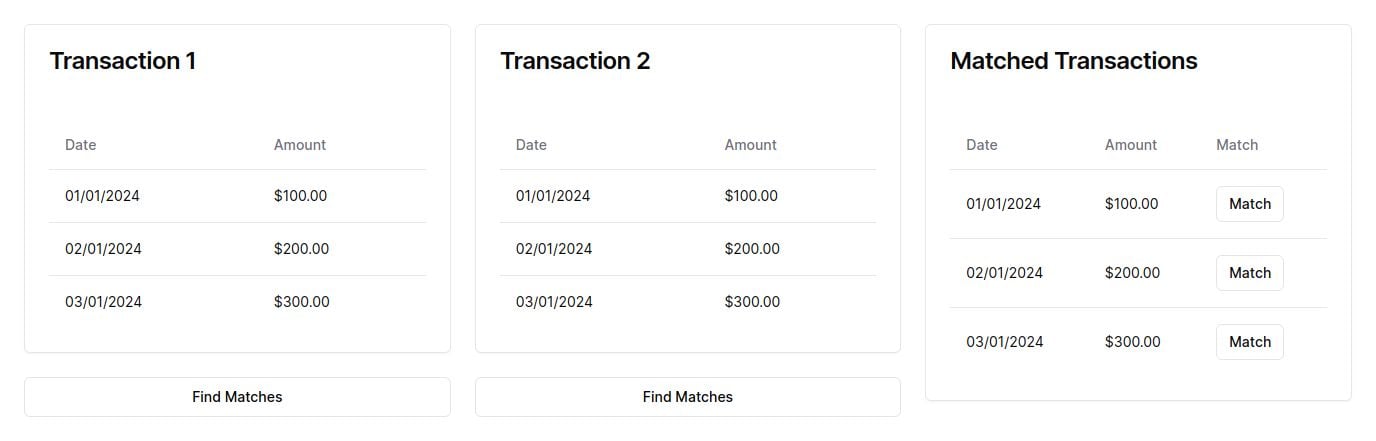 Transaction 1
Date Amount
01/01/2024 $100.00
02/01/2024 $200.00
03/01/2024 $300.00
Find Matches
Transaction 2
Date Amount
01/01/2024 $100.00
02/01/2024 $200.00
03/01/2024 $300.00
Find Matches
Matched Transactions
Date Amount Match
01/01/2024 $100.00 Match
02/01/2024 $200.00 Match
03/01/2024 $300.00 Match